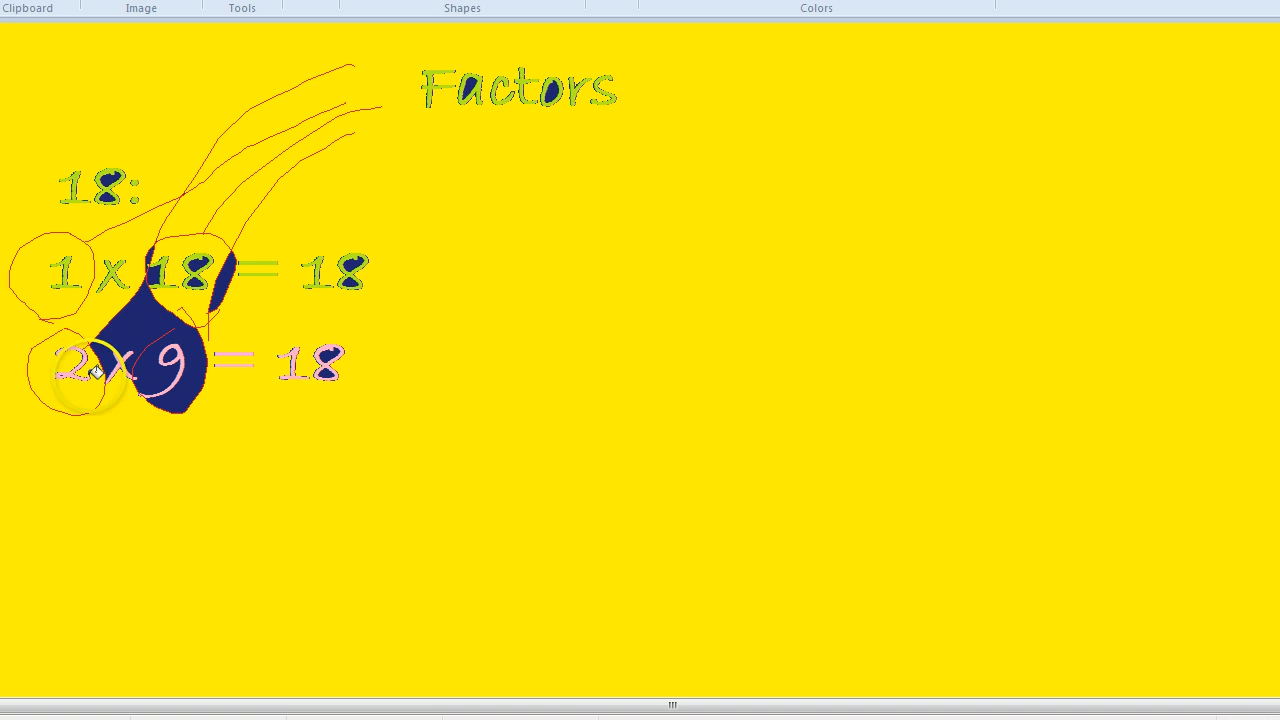 Clipboard Image Tools Shapes Colors
Factors
18:
1 x 18 = 18
2 x 9 = 18